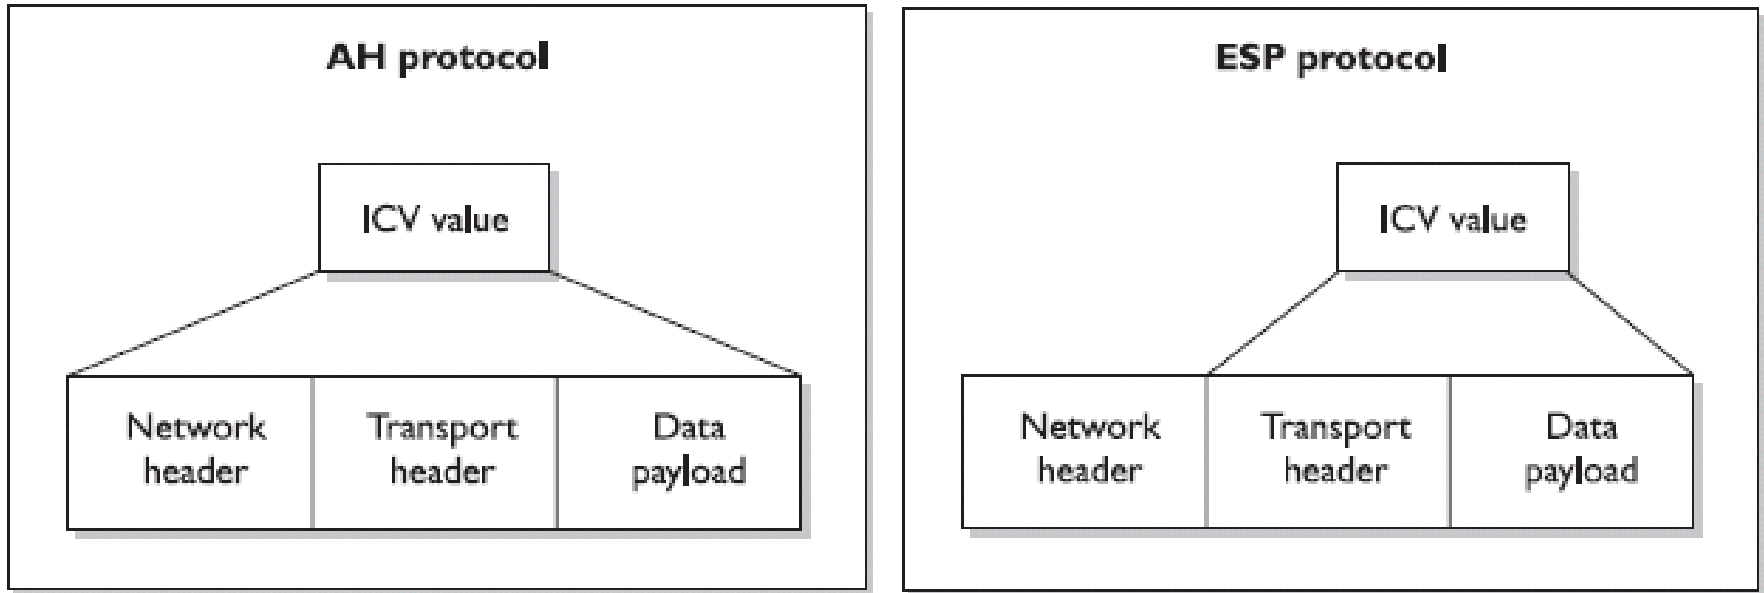 AH protocol
ICV value
Network
header
Transport
header
Data
payload
ESP protocol
ICV value
Network
header
Transport
header
Data
payload